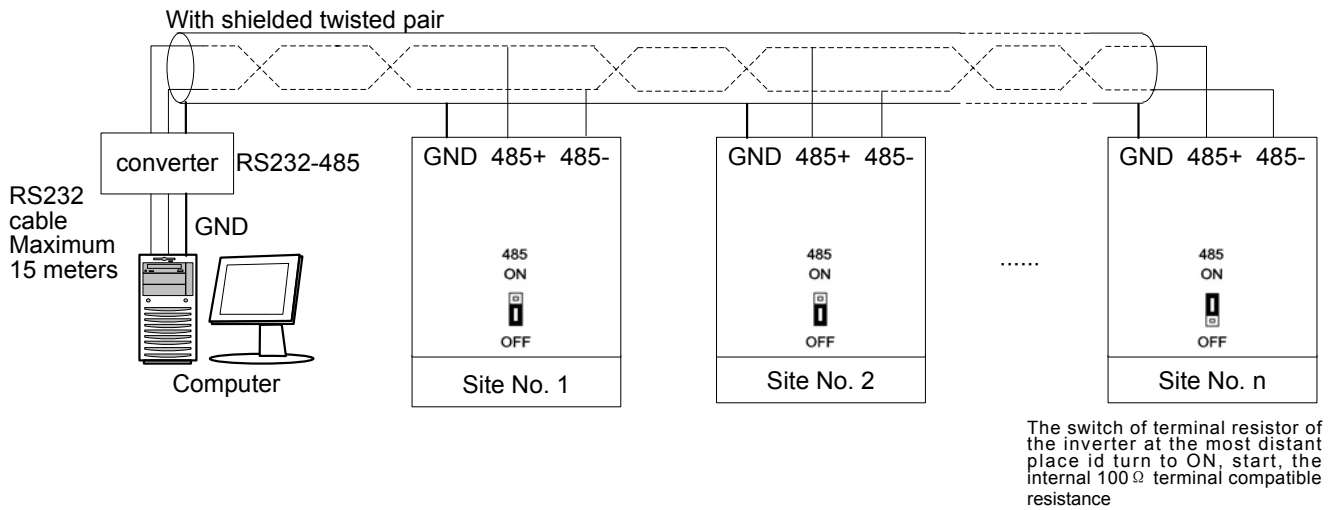 With shielded twisted pair
converter
RS232-485
RS232
cable
Maximum
15 meters
GND
Computer
GND 485+ 485-
485
ON
OFF
Site No. 1
GND 485+ 485-
485
ON
OFF
Site No. 2
......
GND 485+ 485-
485
ON
OFF
Site No. n
The switch of terminal resistor of
the inverter at the most distant
place id turn to ON, start, the
internal 100Ω terminal compatible
resistance